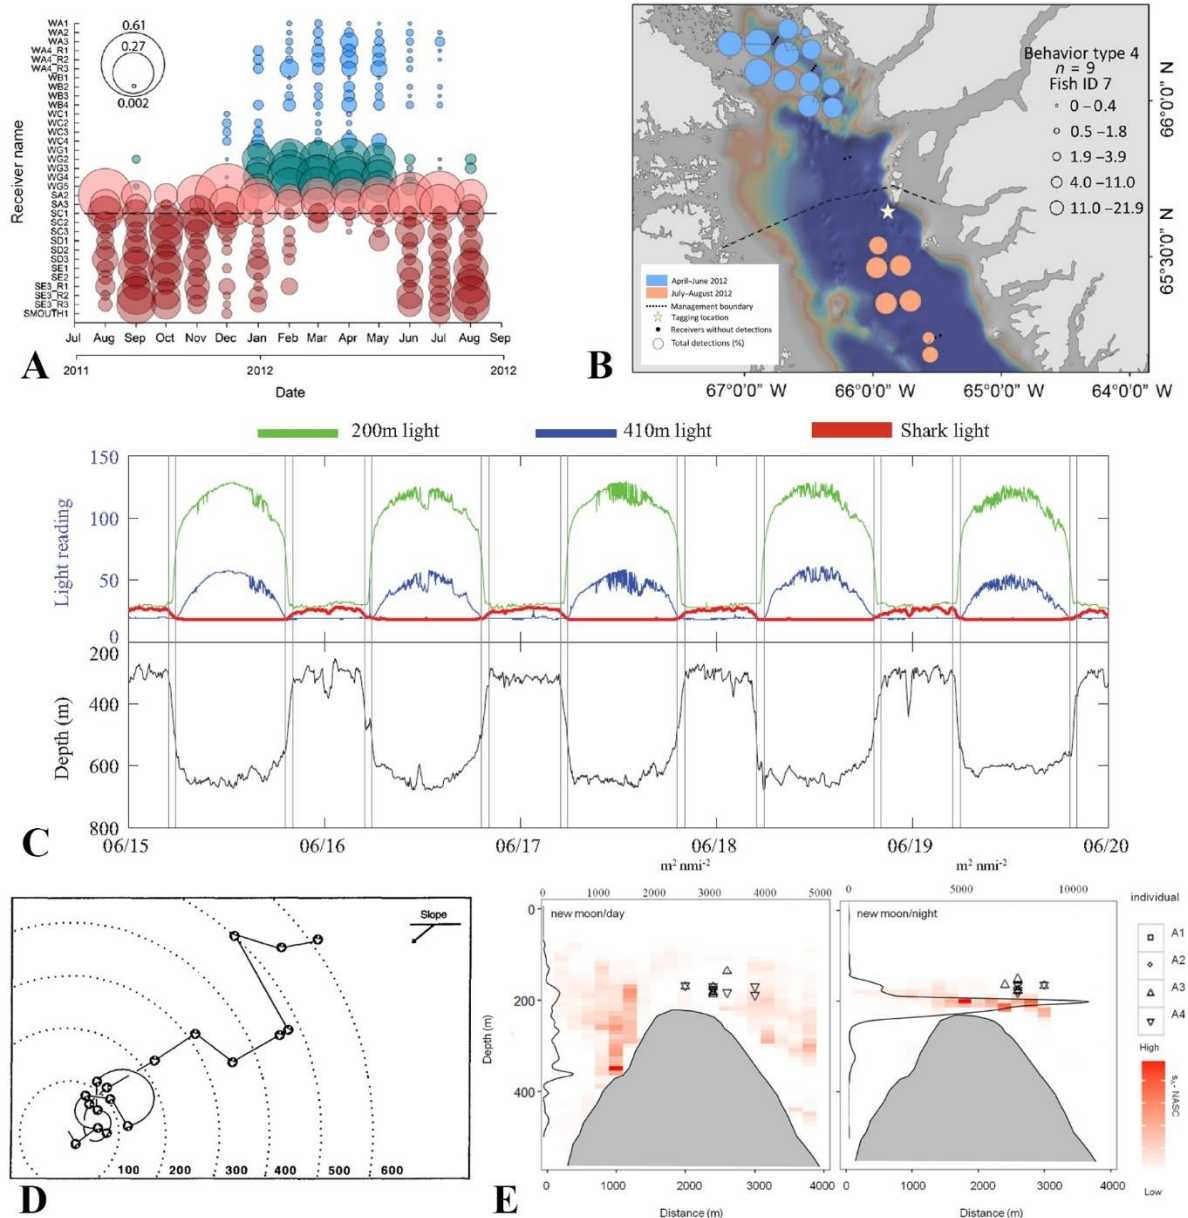 0.61
0.27
0.002
Receiver name
WA1
WA2
WA3
WA4_R1
WA4_R2
WA4_R3
WB1
WB2
WB3
WB4
WC1
WC2
WC3
WC4
WG1
WG2
WG3
WG4
WG5
SA2
SA3
SC1
SC2
SC3
SD1
SD2
SD3
SE1
SE2
SE3_R1
SE3_R2
SE3_R3
SMOUTH1
Jul Aug Sep Oct Nov Dec Jan Feb Mar Apr May Jun Jul Aug Sep
2011 2012 2012
Date
A
Behavior type 4
n = 9
Fish ID 7
0 –0.4
0.5 –1.8
1.9 –3.9
4.0 –11.0
11.0 –21.9
April–June 2012
July–August 2012
Management boundary
Tagging location
Receivers without detections
Total detections (%)
66°0'0" N
65°30'0" N
67°0'0" W 66°0'0" W 65°0'0" W 64°0'0" W
B
200m light 410m light Shark light
Light reading
150
100
50
0
Depth (m)
200
400
600
800
06/15 06/16 06/17 06/18 06/19 06/20
C
Slope
100 200 300 400 500 600
D
m² nmi⁻² m² nmi⁻²
0 1000 2000 3000 4000 5000
0 5000 10000
new moon/day
new moon/night
Depth (m)
0
200
400
0 1000 2000 3000 4000
0 1000 2000 3000 4000
Distance (m) Distance (m)
individual
A1
A2
A3
A4
High
sA- NASC
Low
E